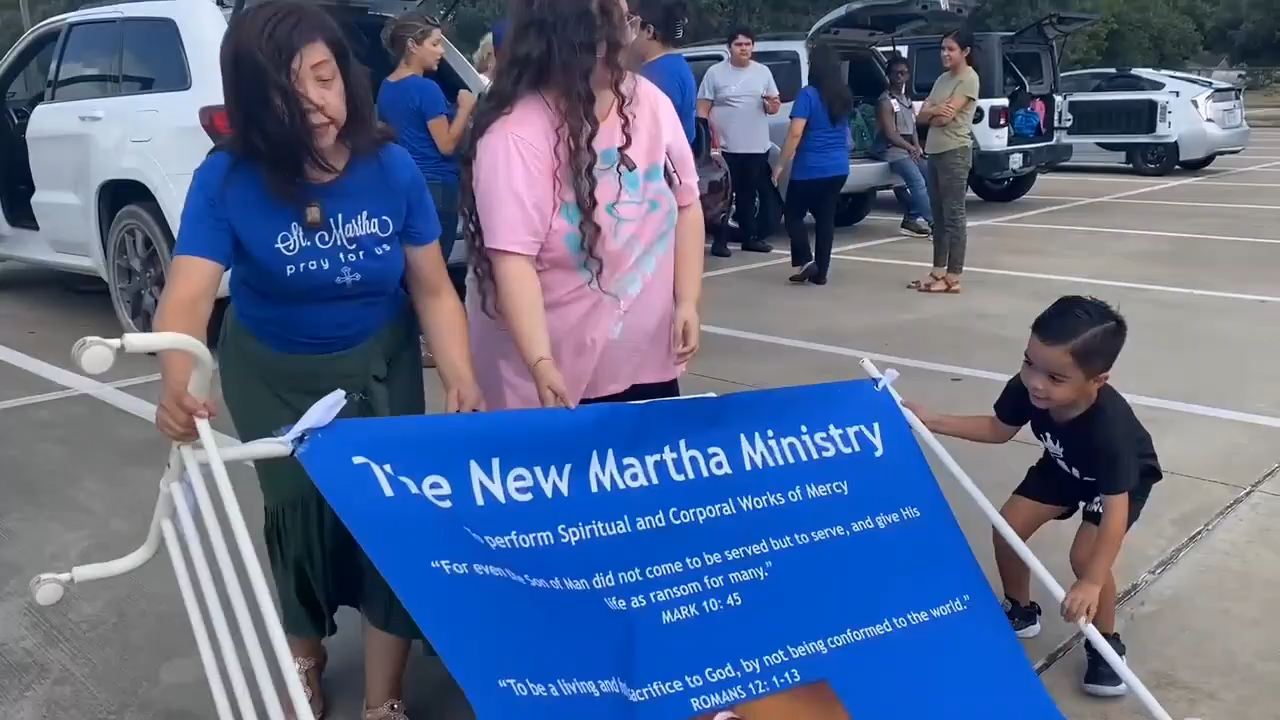 St. Martha
pray for us
The New Martha Ministry
perform Spiritual and Corporal Works of Mercy
“For even the Son of Man did not come to be served but to serve, and give His
life as ransom for many.”
MARK 10: 45
“To be a living and sacrifice to God, by not being conformed to the world.”
ROMANS 12: 1-13